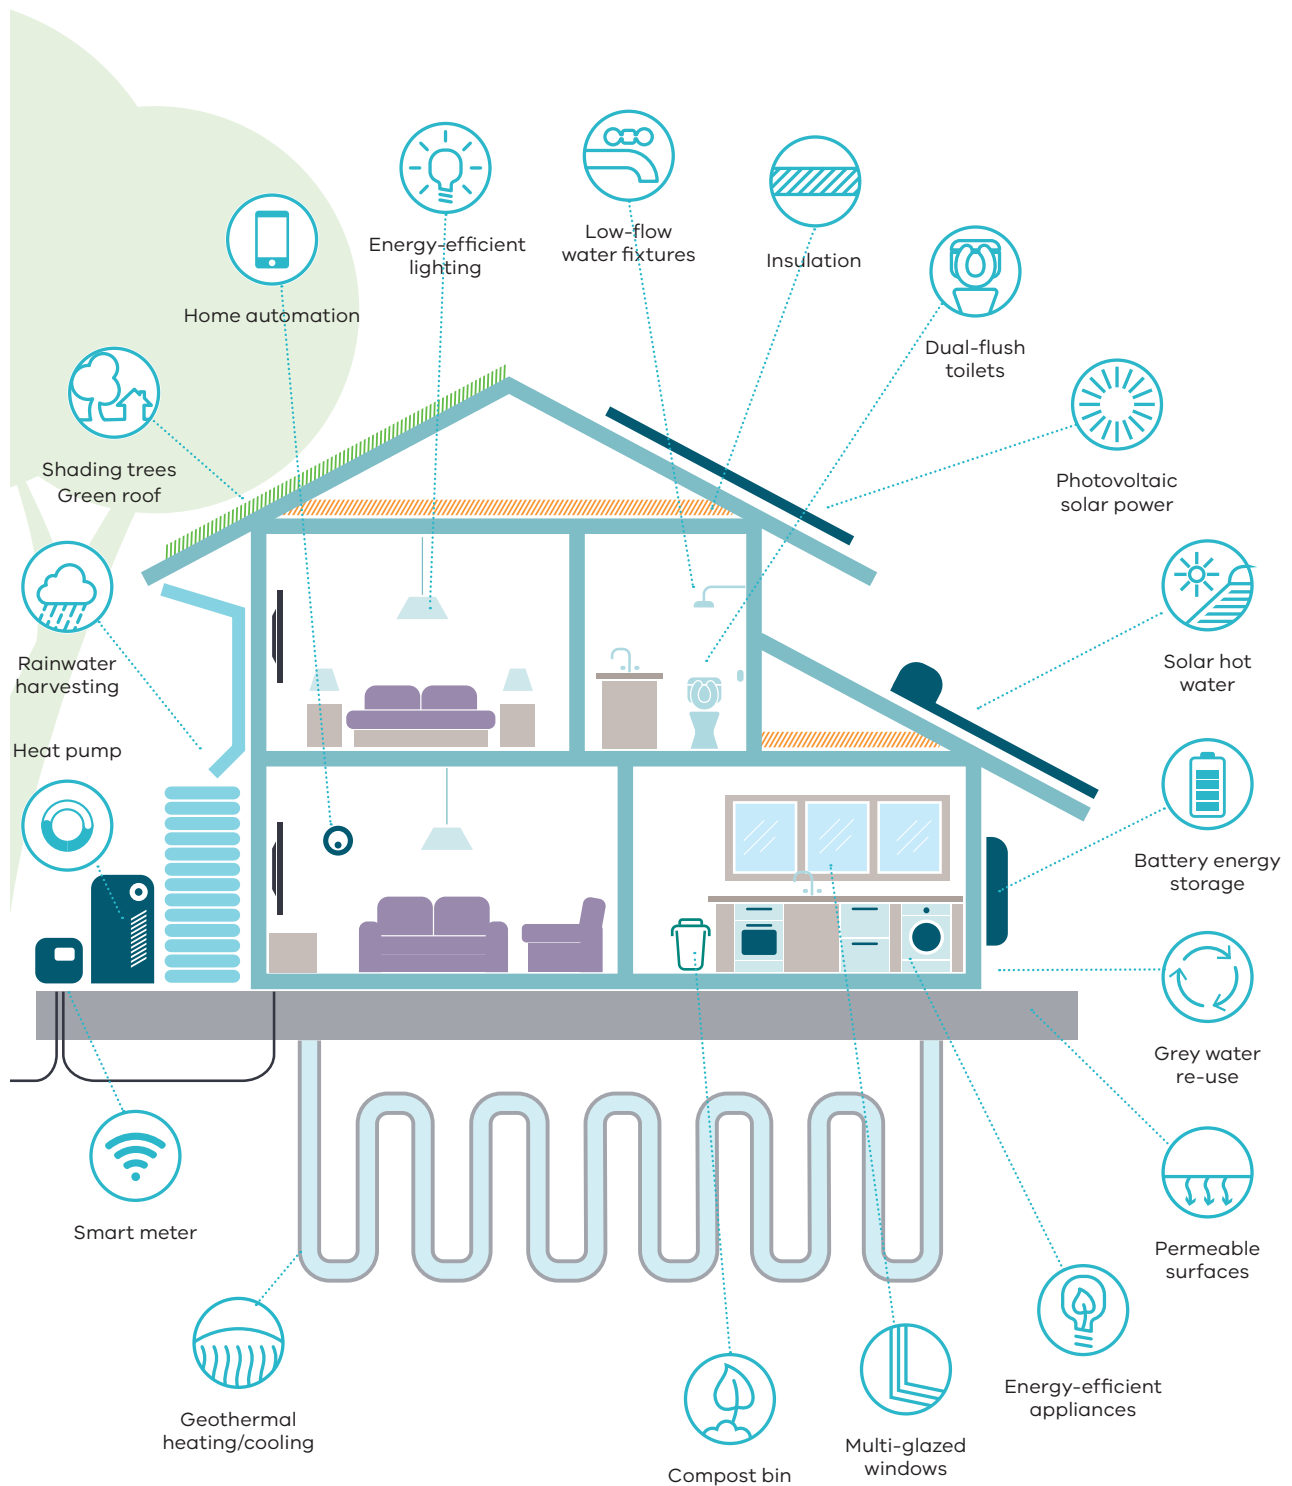 Energy-efficient
lighting
Low-flow
water fixtures
Insulation
Home automation
Dual-flush
toilets
Shading trees
Green roof
Photovoltaic
solar power
Rainwater
harvesting
Solar hot
water
Heat pump
Battery energy
storage
Grey water
re-use
Smart meter
Permeable
surfaces
Geothermal
heating/cooling
Energy-efficient
appliances
Multi-glazed
windows
Compost bin